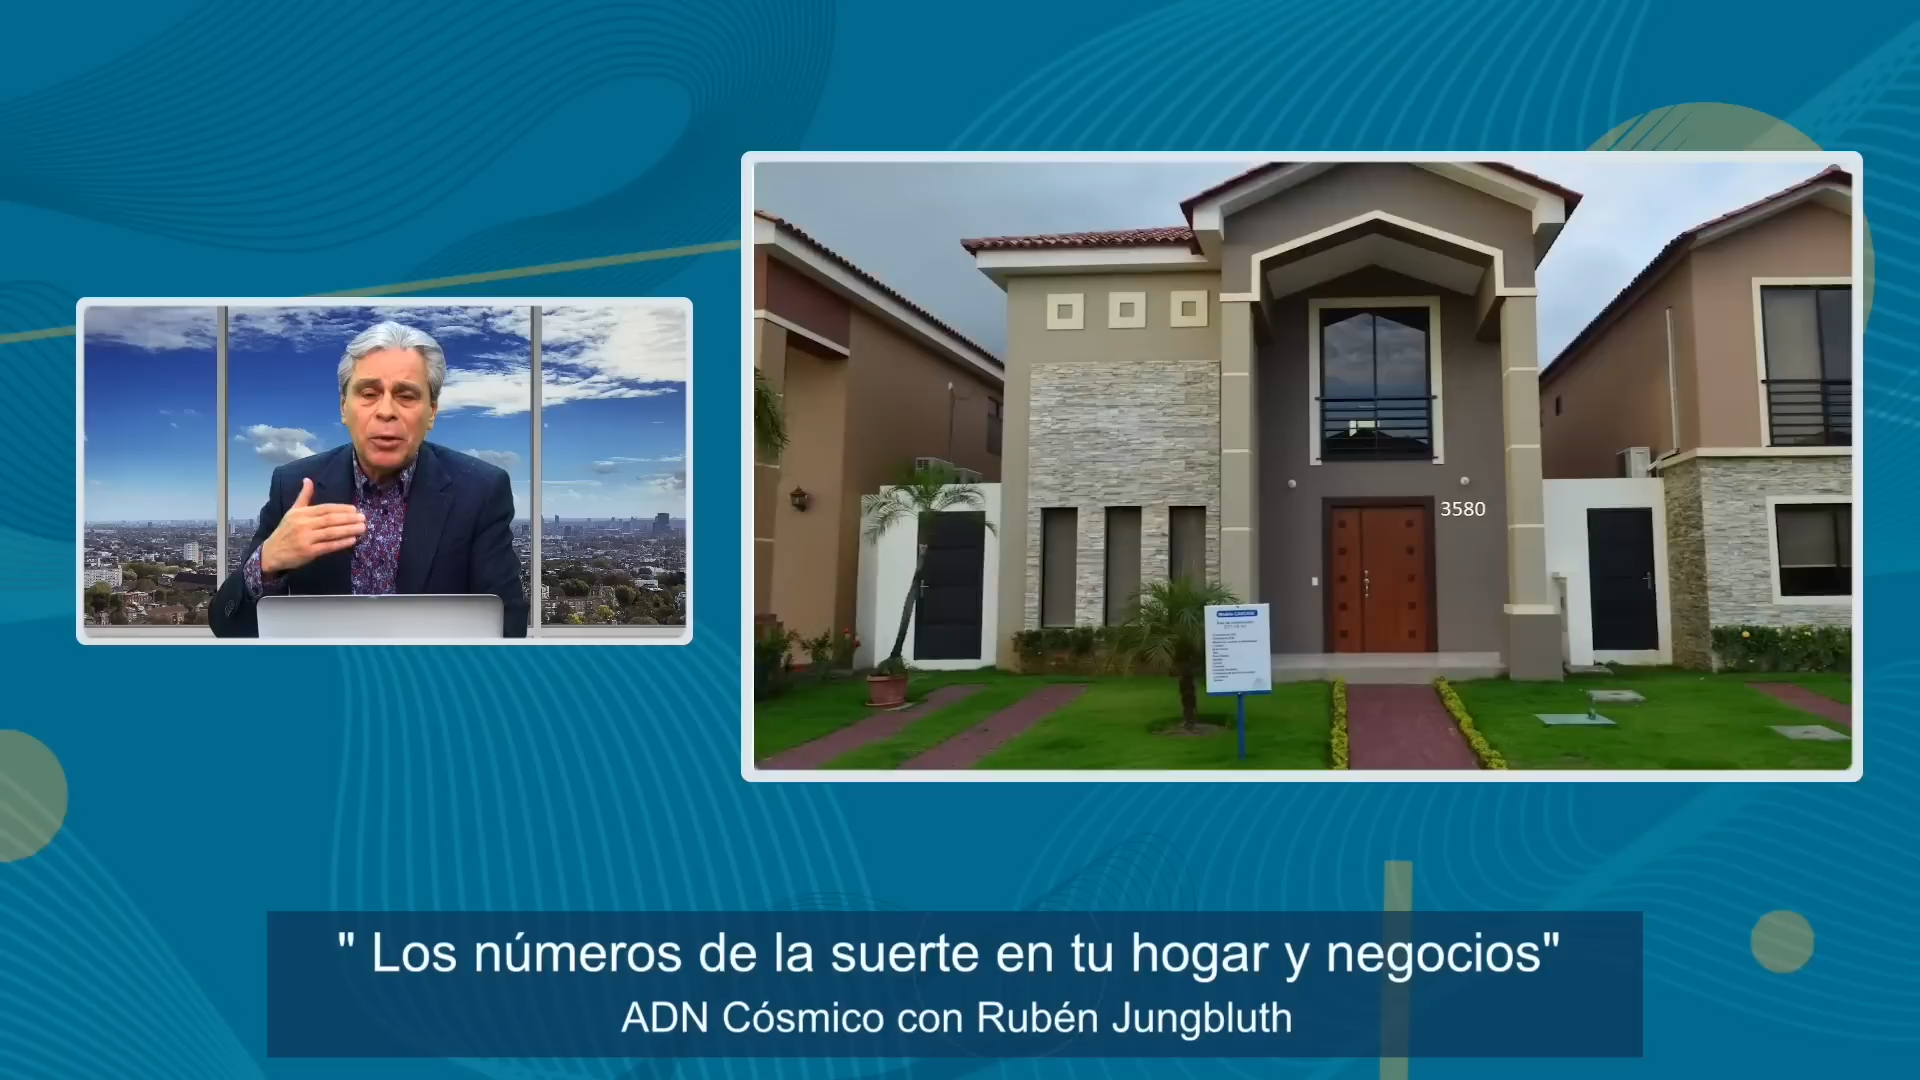 3580
" Los números de la suerte en tu hogar y negocios"
ADN Cósmico con Rubén Jungbluth